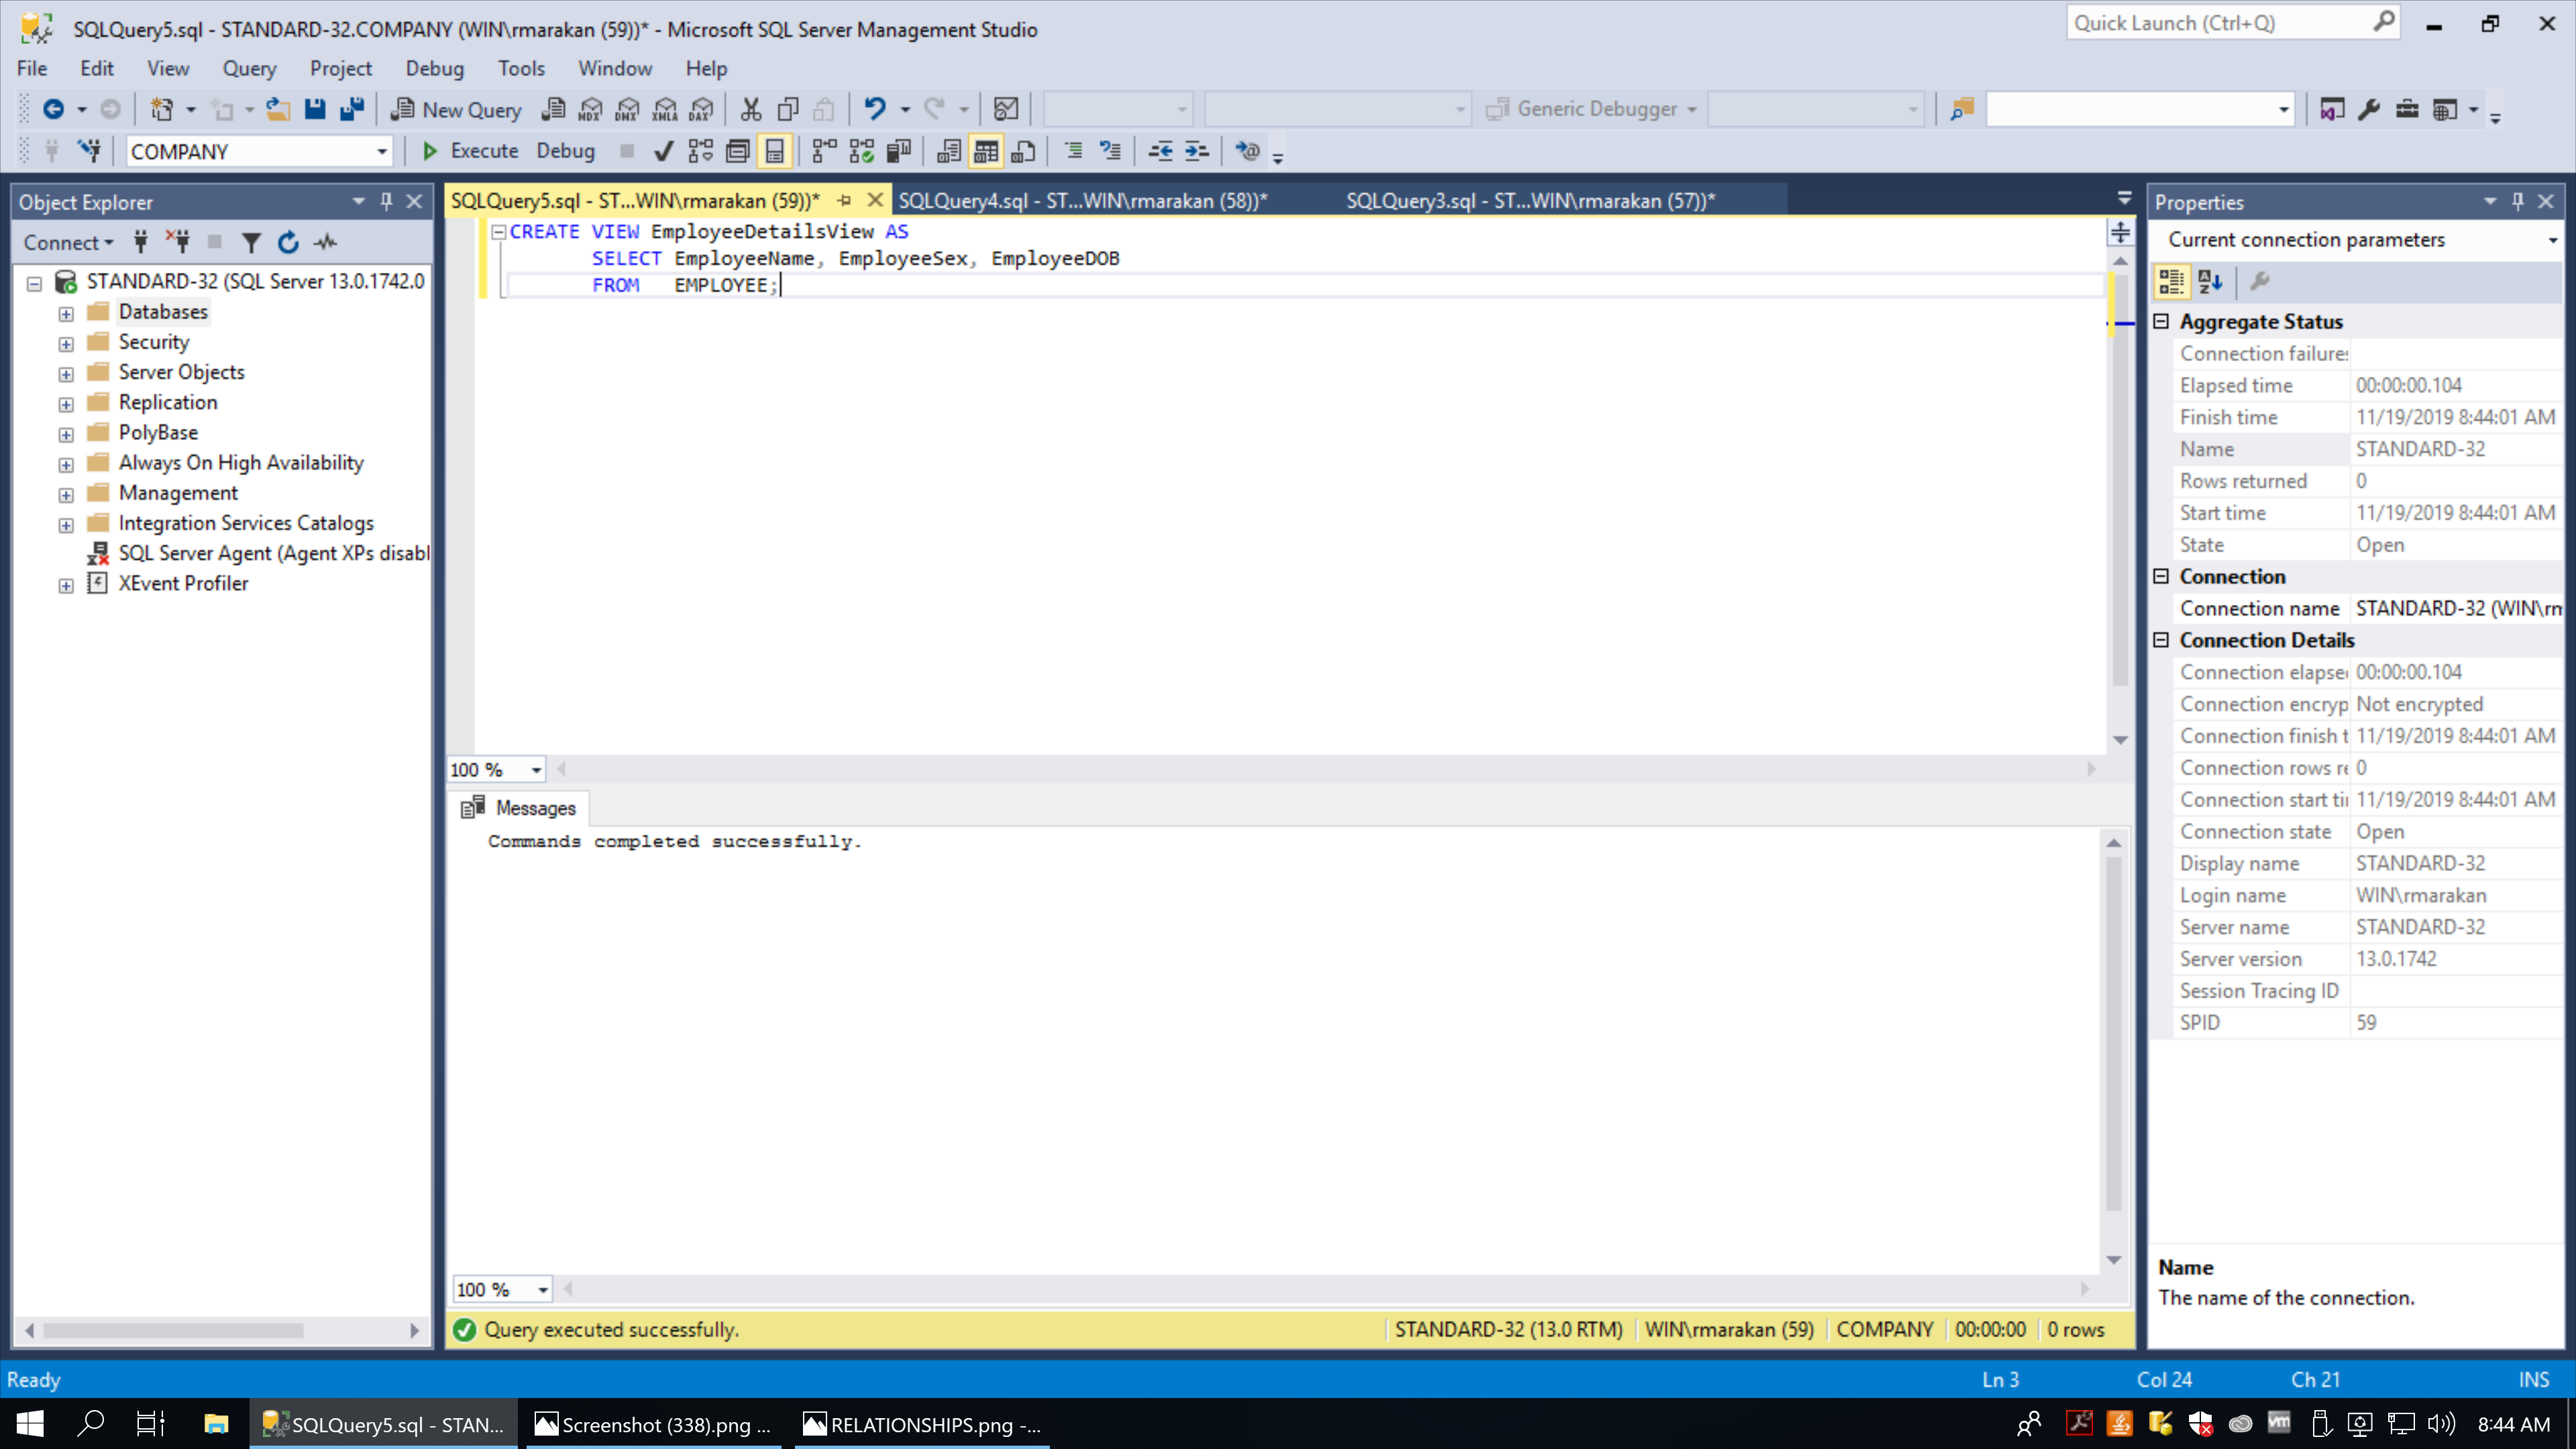 SQLQuery5.sql - STANDARD-32.COMPANY (WIN\rmarakan (59))* - Microsoft SQL Server Management Studio
Quick Launch (Ctrl+Q)
File Edit View Query Project Debug Tools Window Help
New Query MDX DMX XMLA DAX Generic Debugger
COMPANY Execute Debug
Object Explorer
Connect
STANDARD-32 (SQL Server 13.0.1742.0
Databases
Security
Server Objects
Replication
PolyBase
Always On High Availability
Management
Integration Services Catalogs
SQL Server Agent (Agent XPs disabl
XEvent Profiler
SQLQuery5.sql - ST...WIN\rmarakan (59))* SQLQuery4.sql - ST...WIN\rmarakan (58))* SQLQuery3.sql - ST...WIN\rmarakan (57))*
CREATE VIEW EmployeeDetailsView AS
SELECT EmployeeName, EmployeeSex, EmployeeDOB
FROM EMPLOYEE;
100 %
Messages
Commands completed successfully.
100 %
Query executed successfully. STANDARD-32 (13.0 RTM) WIN\rmarakan (59) COMPANY 00:00:00 0 rows
Properties
Current connection parameters
Aggregate Status
Connection failures
Elapsed time 00:00:00.104
Finish time 11/19/2019 8:44:01 AM
Name STANDARD-32
Rows returned 0
Start time 11/19/2019 8:44:01 AM
State Open
Connection
Connection name STANDARD-32 (WIN\rm
Connection Details
Connection elapse 00:00:00.104
Connection encryp Not encrypted
Connection finish t 11/19/2019 8:44:01 AM
Connection rows re 0
Connection start ti 11/19/2019 8:44:01 AM
Connection state Open
Display name STANDARD-32
Login name WIN\rmarakan
Server name STANDARD-32
Server version 13.0.1742
Session Tracing ID
SPID 59
Name
The name of the connection.
Ready Ln 3 Col 24 Ch 21 INS
SQLQuery5.sql - STAN... Screenshot (338).png ... RELATIONSHIPS.png -... vm 8:44 AM